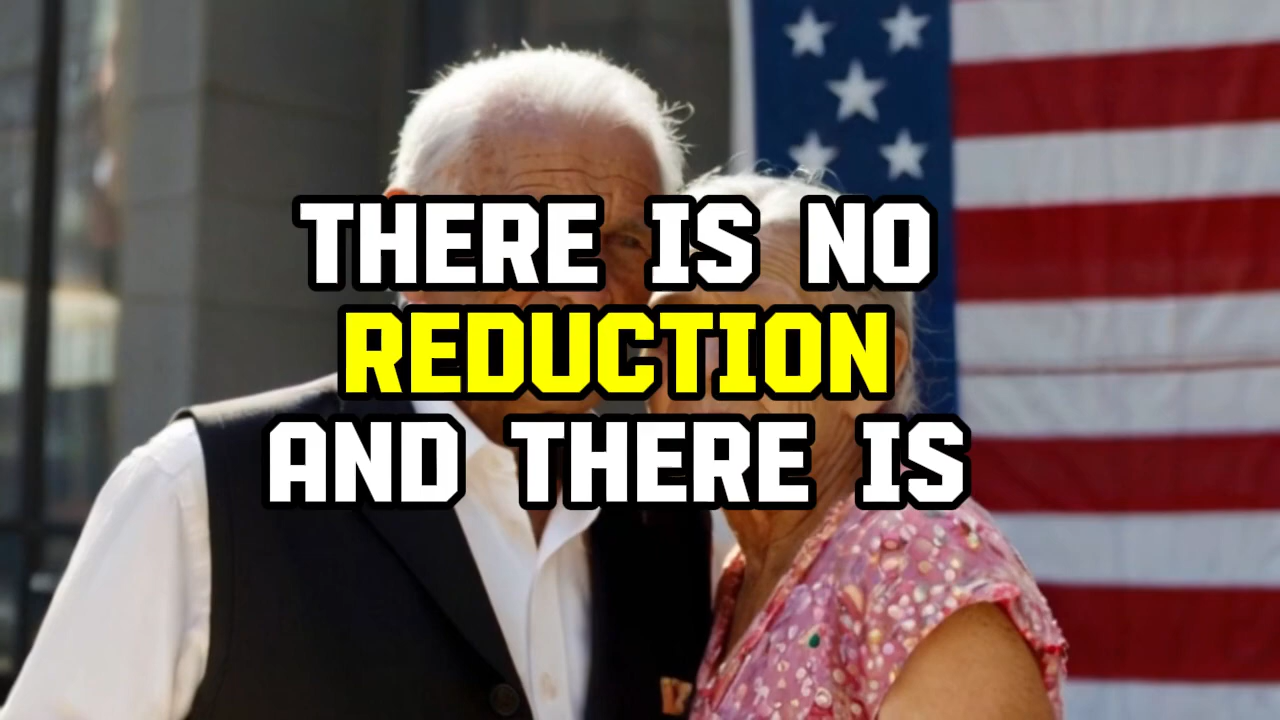 THERE IS NO
REDUCTION
AND THERE IS